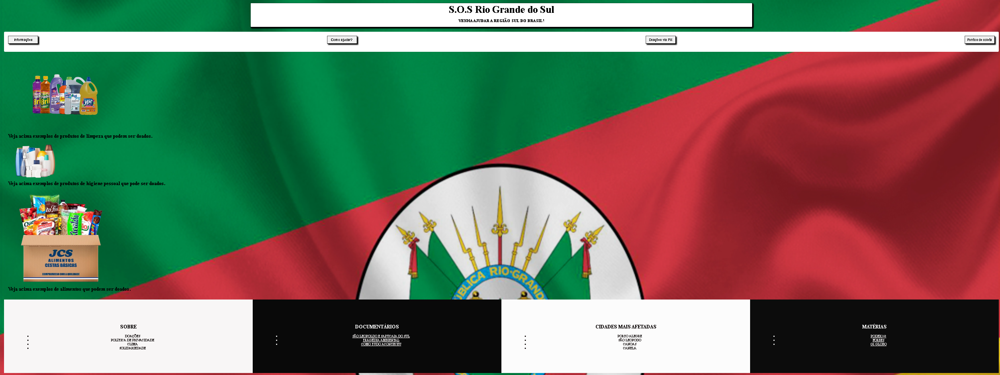 S.O.S Rio Grande do Sul
VENHA AJUDAR A REGIÃO SUL DO BRASIL!
Informações
Como ajudar?
Doações via PIX
Pontos de coleta
Pinho
Bril
Pinho
Bril
Kalip
Limpol
ypê
Veja acima exemplos de produtos de limpeza que podem ser doados.
Veja acima exemplos de produtos de higiene pessoal que pode ser doados.
JCS
ALIMENTOS
CESTAS BÁSICAS
COMPROMISSO COM A QUALIDADE
Veja acima exemplos de alimentos que podem ser doados.
ÚBLICA RIO-GRAND
SOBRE
DOAÇÕES
POLÍTICA DE PRIVACIDADE
CLIMA
SOLIDARIEDADE
DOCUMENTÁRIOS
SÃO LEOPOLDO E SAPUCAIA DO SUL
TRAGÉDIA AMBIENTAL
COMO TUDO ACONTECEU
CIDADES MAIS AFETADAS
PORTO ALEGRE
SÃO LEOPODO
CANOAS
CANELA
MATÉRIAS
PODER360
FORBES
G1 GLOBO